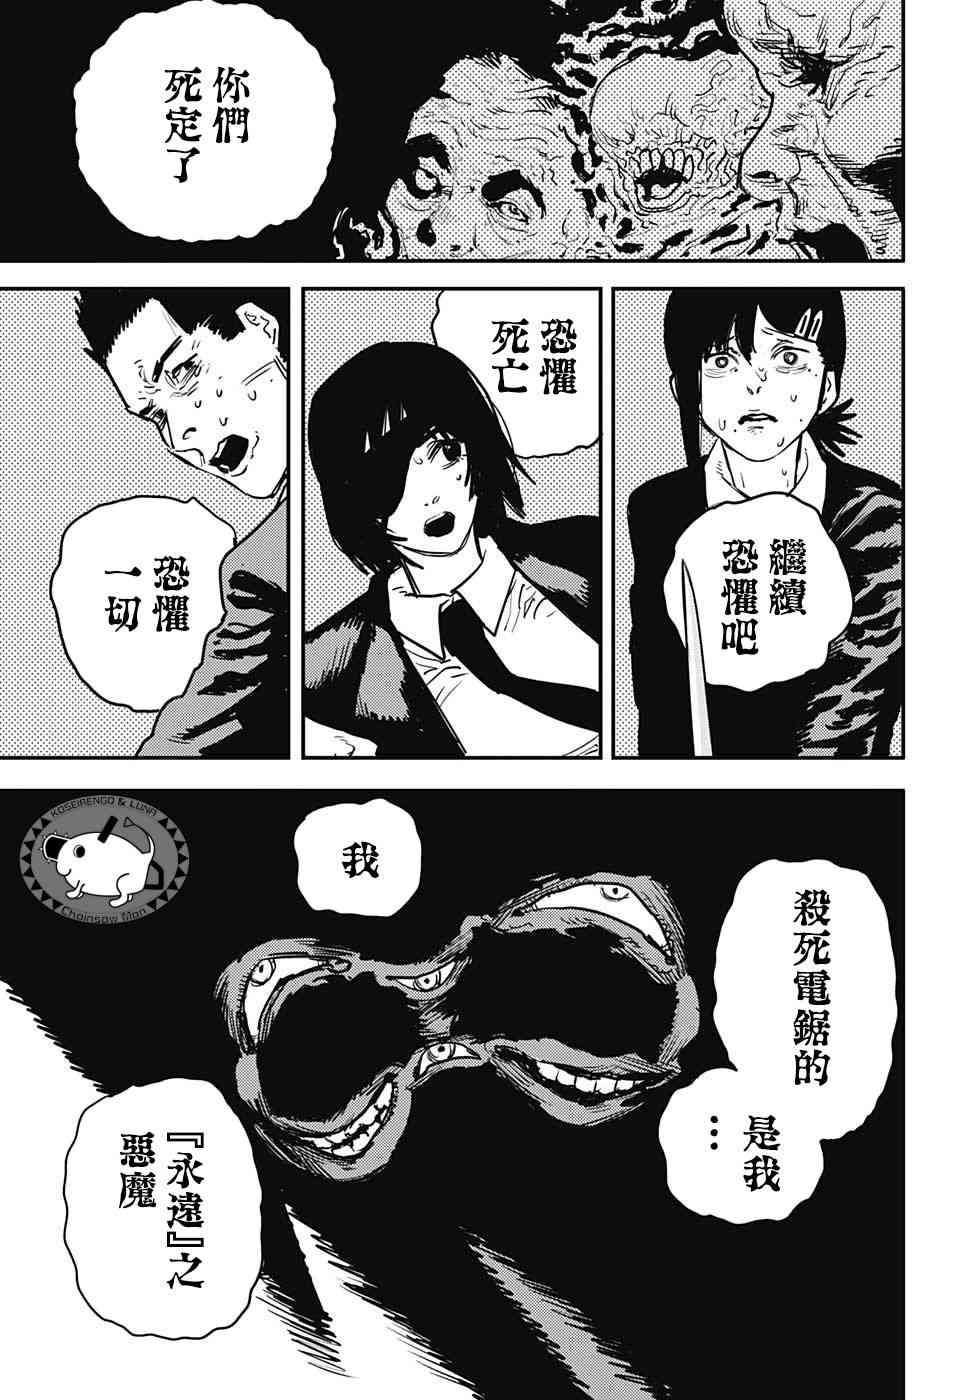 你們
死定了
繼續
恐懼吧
恐懼
死亡
恐懼
一切
殺死電鋸的
是我
…
我
『永遠』之
惡魔
KOSEIRENGO & LUNA
Chainsaw Man